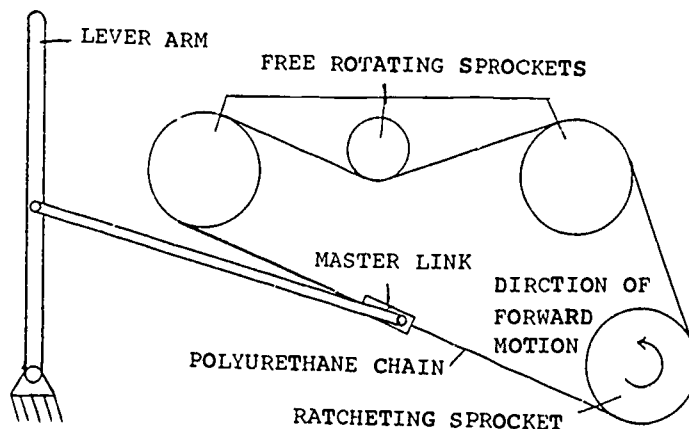 LEVER ARM
FREE ROTATING SPROCKETS
MASTER LINK
DIRCTION OF
FORWARD
MOTION
POLYURETHANE CHAIN
RATCHETING SPROCKET